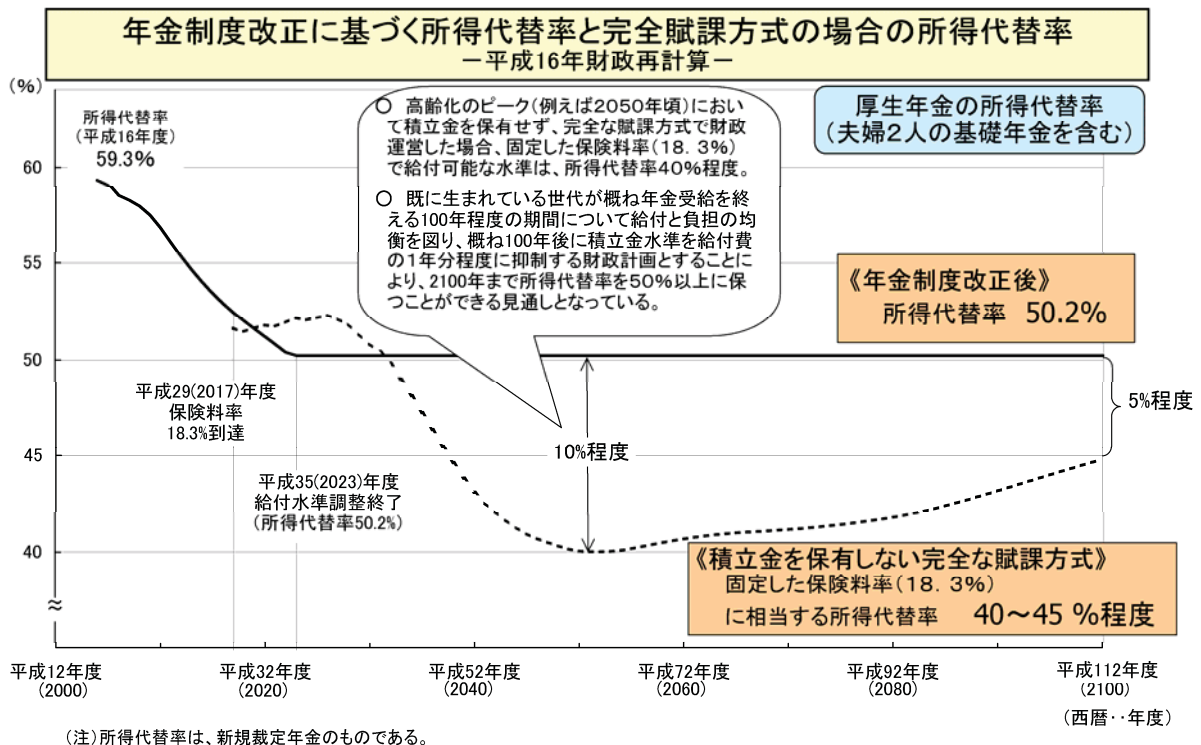 年金制度改正に基づく所得代替率と完全賦課方式の場合の所得代替率
－平成16年財政再計算－
(%)
所得代替率
(平成16年度)
59.3%
○ 高齢化のピーク(例えば2050年頃)におい
て積立金を保有せず、完全な賦課方式で財政
運営した場合、固定した保険料率(18.3%)
で給付可能な水準は、所得代替率40%程度。
○ 既に生まれている世代が概ね年金受給を終
える100年程度の期間について給付と負担の均
衡を図り、概ね100年後に積立金水準を給付費
の1年分程度に抑制する財政計画とすることに
より、2100年まで所得代替率を50%以上に保
つことができる見通しとなっている。
厚生年金の所得代替率
(夫婦2人の基礎年金を含む)
《年金制度改正後》
所得代替率 50.2%
60
55
50
45
40
≈
平成29(2017)年度
保険料率
18.3%到達
平成35(2023)年度
給付水準調整終了
(所得代替率50.2%)
10%程度
5%程度
《積立金を保有しない完全な賦課方式》
固定した保険料率(18.3%)
に相当する所得代替率 40～45 %程度
平成12年度 平成32年度 平成52年度 平成72年度 平成92年度 平成112年度
(2000) (2020) (2040) (2060) (2080) (2100)
(西暦‥年度)
(注)所得代替率は、新規裁定年金のものである。